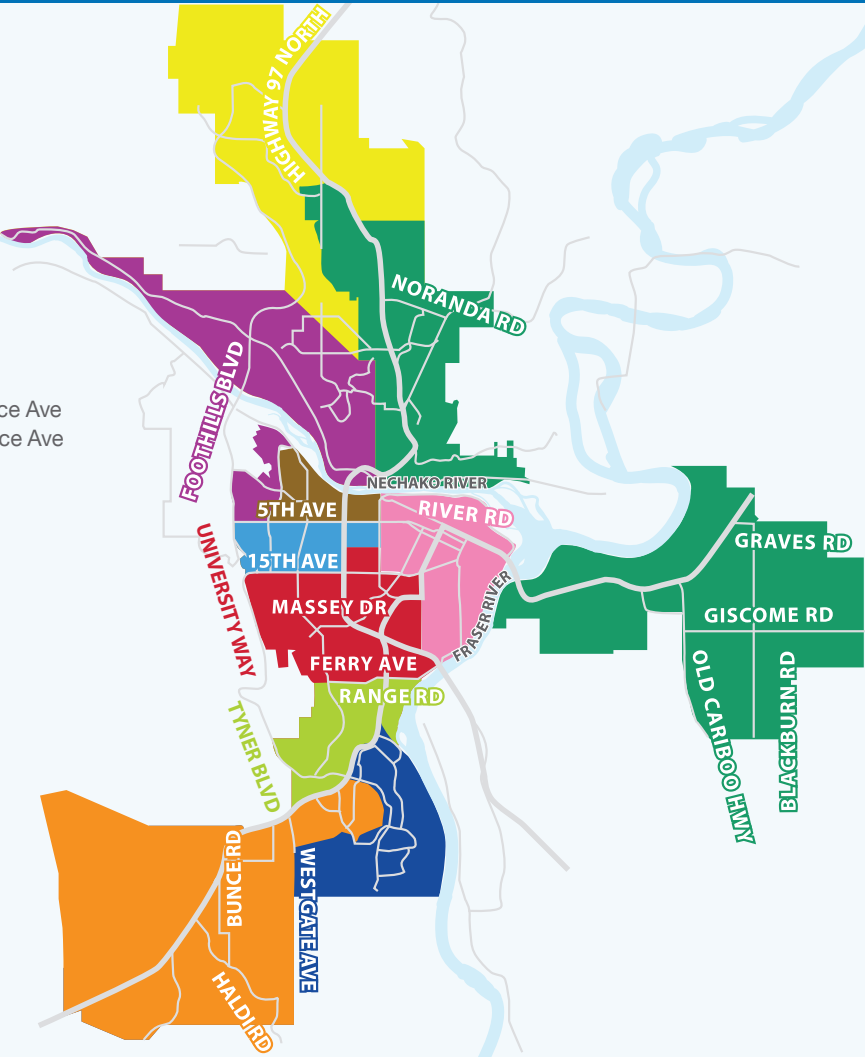 HIGHWAY 97 NORTH
NORANDA RD
ce Ave
ce Ave
FOOTHILLS BLVD
NECHAKO RIVER
5TH AVE
RIVER RD
UNIVERSITY WAY
15TH AVE
GRAVES RD
MASSEY DR
FRASER RIVER
GISCOME RD
FERRY AVE
RANGE RD
OLD CARIBOO HWY
BLACKBURN RD
TYNER BLVD
BUNCE RD
WESTGATE AVE
HALDI RD